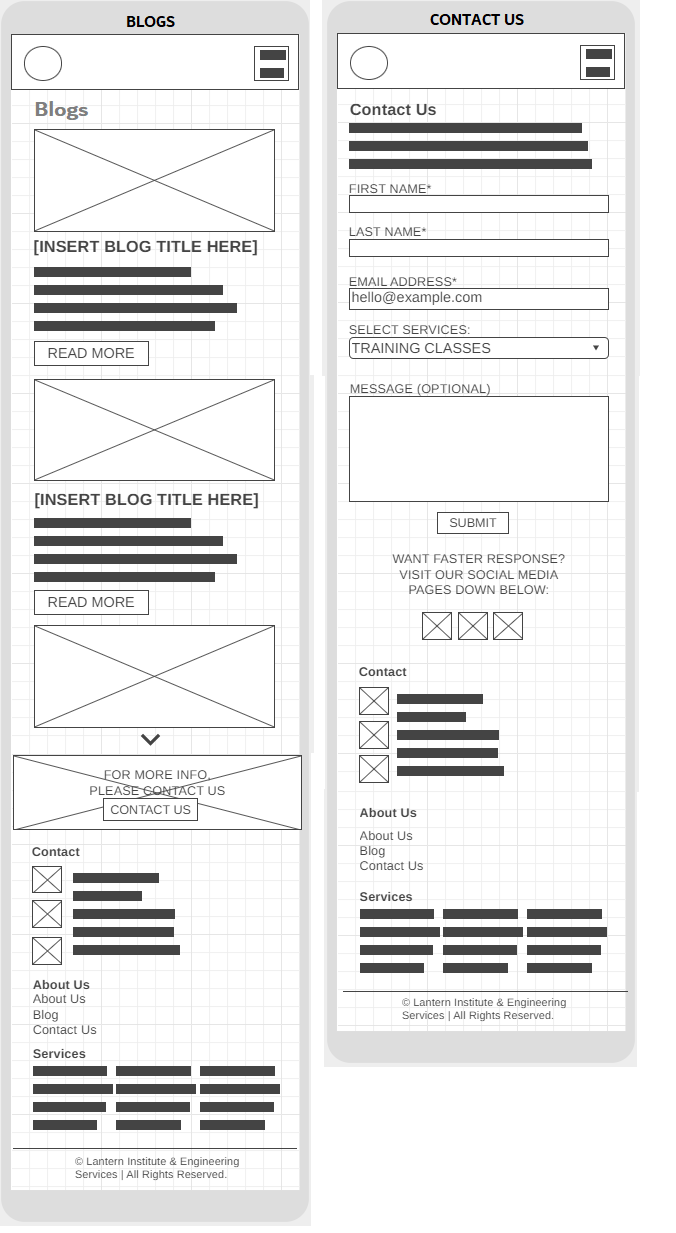 BLOGS
Blogs
[INSERT BLOG TITLE HERE]
READ MORE
[INSERT BLOG TITLE HERE]
READ MORE
FOR MORE INFO,
PLEASE CONTACT US
CONTACT US
Contact
About Us
About Us
Blog
Contact Us
Services
© Lantern Institute & Engineering
Services | All Rights Reserved.
CONTACT US
Contact Us
FIRST NAME*
LAST NAME*
EMAIL ADDRESS*
hello@example.com
SELECT SERVICES:
TRAINING CLASSES
MESSAGE (OPTIONAL)
SUBMIT
WANT FASTER RESPONSE?
VISIT OUR SOCIAL MEDIA
PAGES DOWN BELOW:
Contact
About Us
About Us
Blog
Contact Us
Services
© Lantern Institute & Engineering
Services | All Rights Reserved.